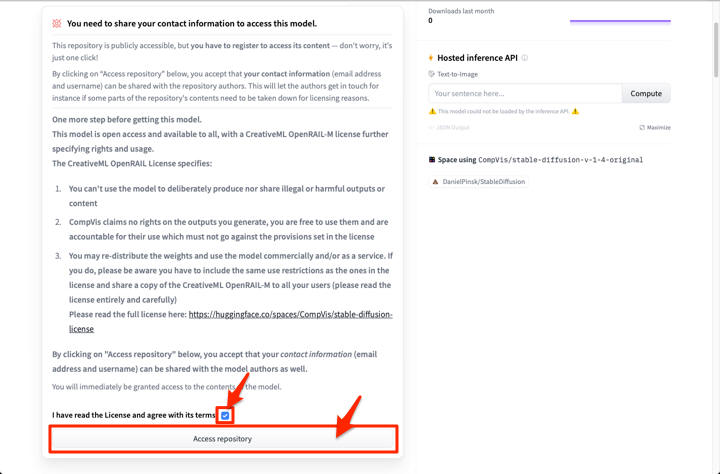 You need to share your contact information to access this model.
This repository is publicly accessible, but you have to register to access its content — don't worry, it's
just one click!
By clicking on "Access repository" below, you accept that your contact information (email address
and username) can be shared with the repository authors. This will let the authors get in touch for
instance if some parts of the repository's contents need to be taken down for licensing reasons.
One more step before getting this model.
This model is open access and available to all, with a CreativeML OpenRAIL-M license further
specifying rights and usage.
The CreativeML OpenRAIL License specifies:
1. You can't use the model to deliberately produce nor share illegal or harmful outputs or
content
2. CompVis claims no rights on the outputs you generate, you are free to use them and are
accountable for their use which must not go against the provisions set in the license
3. You may re-distribute the weights and use the model commercially and/or as a service. If
you do, please be aware you have to include the same use restrictions as the ones in the
license and share a copy of the CreativeML OpenRAIL-M to all your users (please read the
license entirely and carefully)
Please read the full license here: https://huggingface.co/spaces/CompVis/stable-diffusion-
license
By clicking on "Access repository" below, you accept that your contact information (email
address and username) can be shared with the model authors as well.
You will immediately be granted access to the contents of the model.
I have read the License and agree with its terms
Access repository
Downloads last month
0
Hosted inference API
Text-to-Image
Your sentence here...
Compute
This model could not be loaded by the inference API.
JSON Output
Maximize
Space using CompVis/stable-diffusion-v-1-4-original
DanielPinsk/StableDiffusion